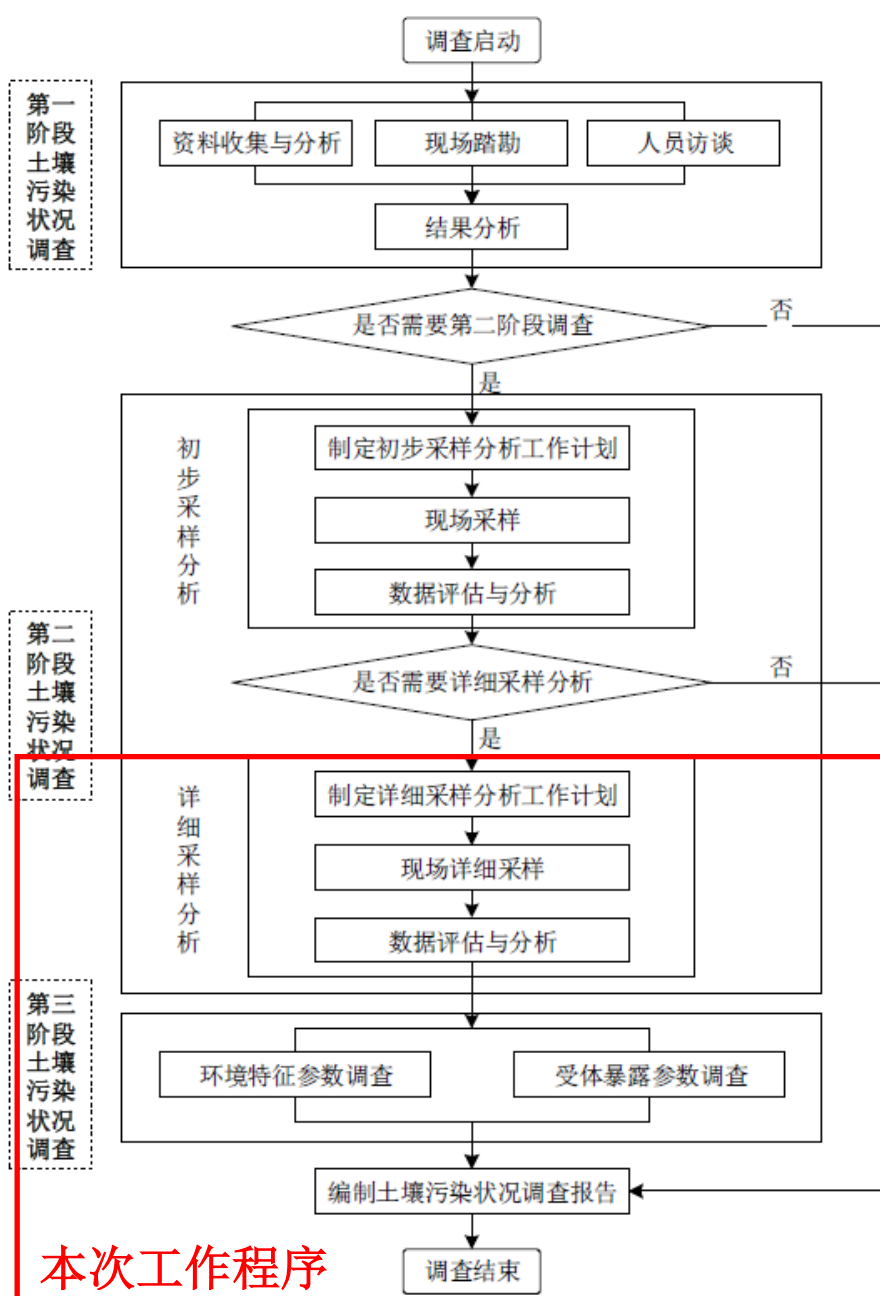 调查启动
第一
阶段
土壤
污染
状况
调查
资料收集与分析
现场踏勘
人员访谈
结果分析
是否需要第二阶段调查
否
是
初
步
采
样
分
析
制定初步采样分析工作计划
现场采样
数据评估与分析
第二
阶段
土壤
污染
状况
调查
是否需要详细采样分析
否
是
详
细
采
样
分
析
制定详细采样分析工作计划
现场详细采样
数据评估与分析
第三
阶段
土壤
污染
状况
调查
环境特征参数调查
受体暴露参数调查
编制土壤污染状况调查报告
本次工作程序
调查结束